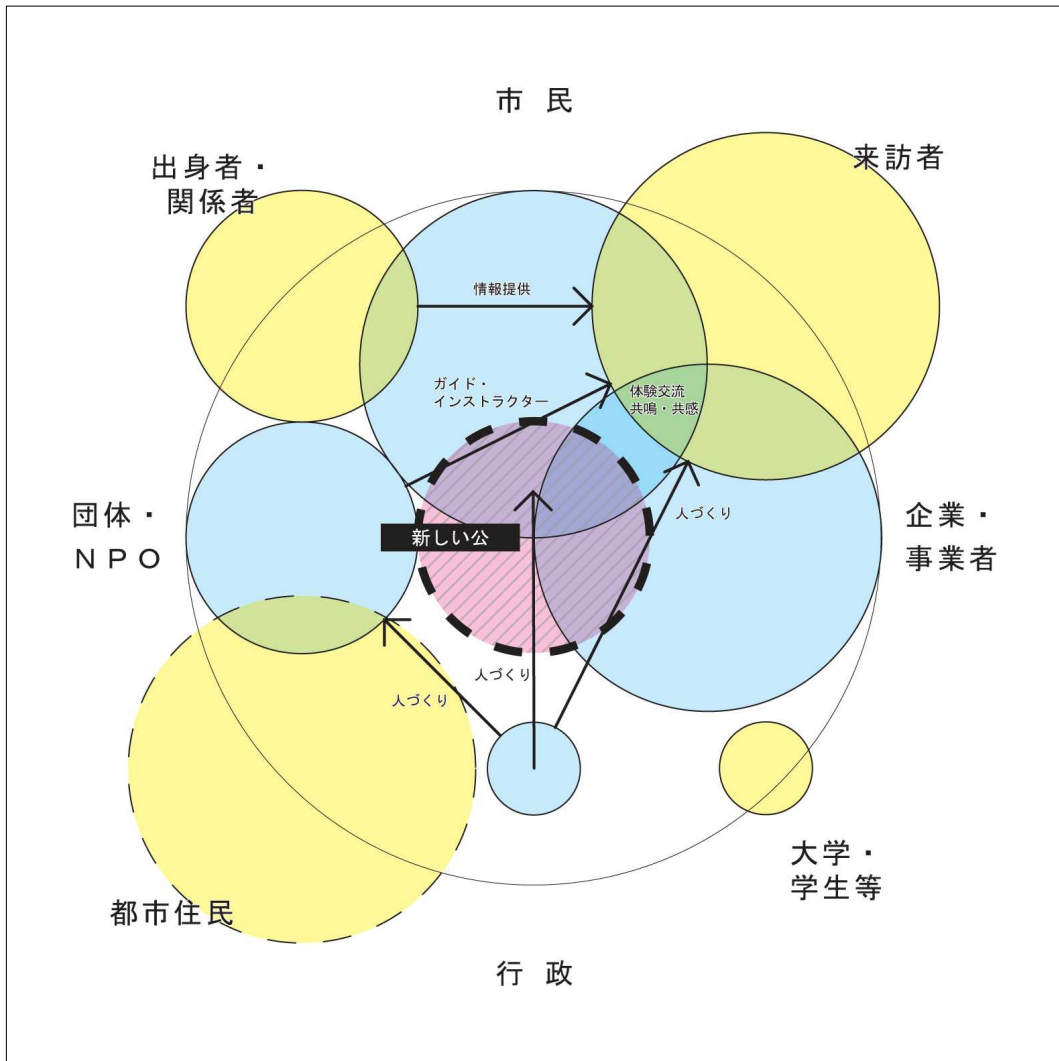 市 民
出身者・
関係者
来訪者
情報提供
ガイド・
インストラクター
体験交流
共鳴・共感
団体・
ＮＰＯ
新しい公
人づくり
企業・
事業者
人づくり
人づくり
都市住民
大学・
学生等
行 政